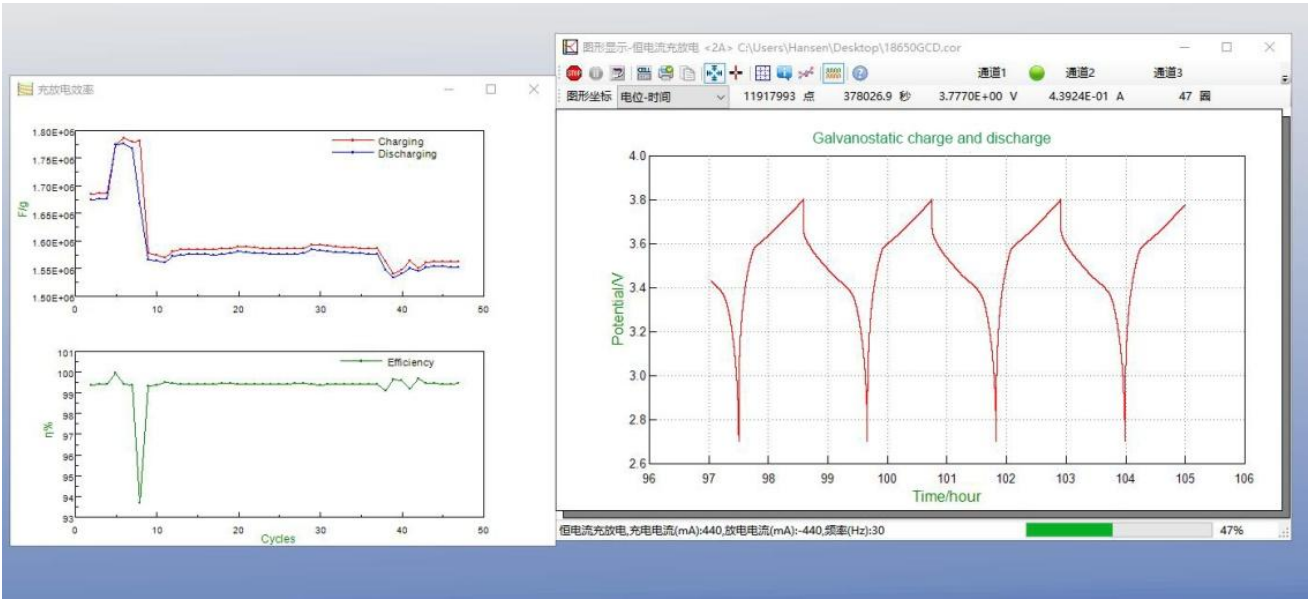 充放电效率
1.80E+06
1.75E+06
1.70E+06
1.65E+06
1.60E+06
1.55E+06
1.50E+06
F/g
Charging
Discharging
0 10 20 30 40 50
101
100
99
98
97
96
95
94
93
η%
Efficiency
0 10 20 30 40 50
Cycles
图形显示-恒电流充放电 <2A> C:\Users\Hansen\Desktop\18650GCD.cor
STOP 通道1 通道2 通道3
图形坐标 电位-时间 11917993 点 378026.9 秒 3.7770E+00 V 4.3924E-01 A 47 圈
Galvanostatic charge and discharge
4.0
3.8
3.6
3.4
3.2
3.0
2.8
2.6
Potential/V
96 97 98 99 100 101 102 103 104 105 106
Time/hour
恒电流充放电,充电电流(mA):440,放电电流(mA):-440,频率(Hz):30 47%